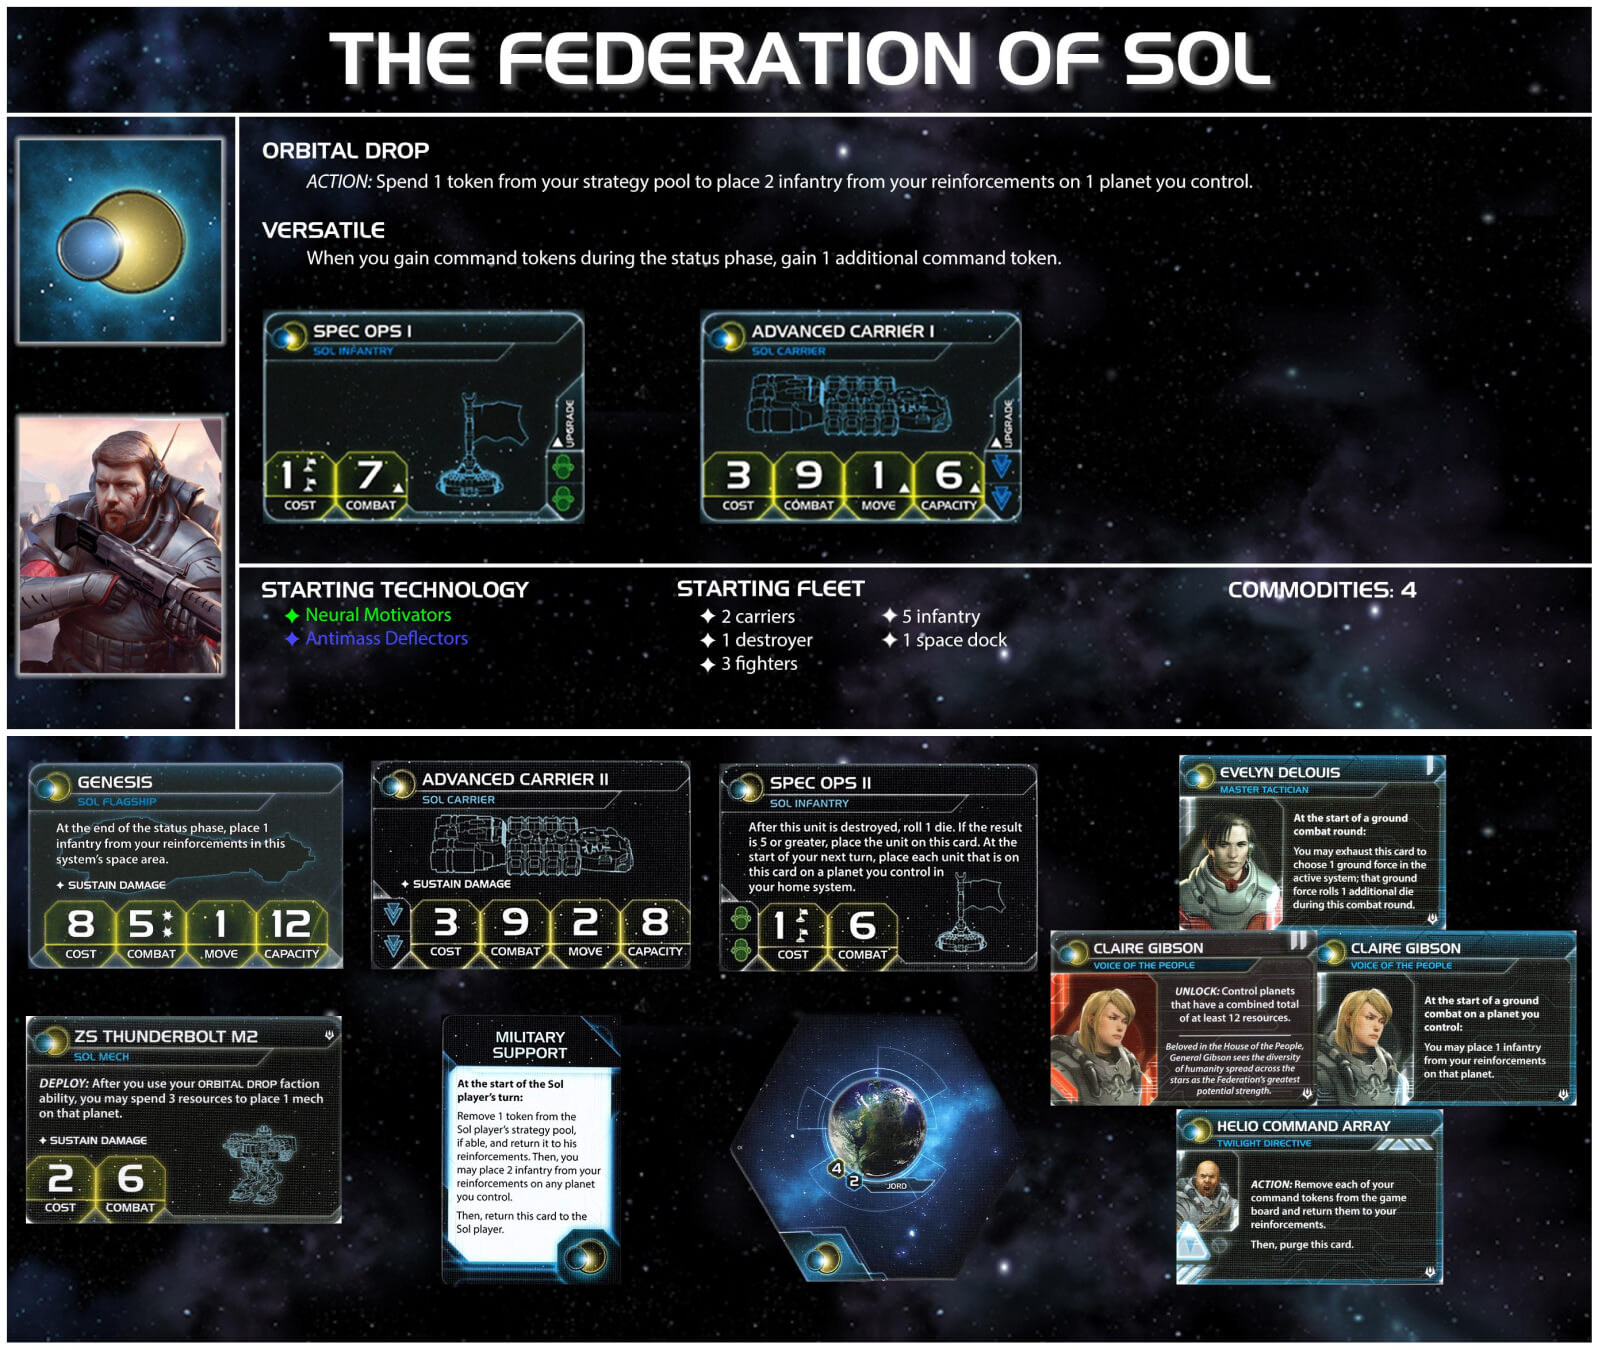 THE FEDERATION OF SOL
ORBITAL DROP
ACTION: Spend 1 token from your strategy pool to place 2 infantry from your reinforcements on 1 planet you control.
VERSATILE
When you gain command tokens during the status phase, gain 1 additional command token.
SPEC OPS I
SOL INFANTRY
UPGRADE
1 7
COST COMBAT
ADVANCED CARRIER I
SOL CARRIER
UPGRADE
3 9 1 6
COST COMBAT MOVE CAPACITY
STARTING TECHNOLOGY
Neural Motivators
Antimass Deflectors
STARTING FLEET
2 carriers
1 destroyer
3 fighters
5 infantry
1 space dock
COMMODITIES: 4
GENESIS
SOL FLAGSHIP
At the end of the status phase, place 1
infantry from your reinforcements in this
system's space area.
SUSTAIN DAMAGE
8 5 1 12
COST COMBAT MOVE CAPACITY
ADVANCED CARRIER II
SOL CARRIER
SUSTAIN DAMAGE
3 9 2 8
COST COMBAT MOVE CAPACITY
SPEC OPS II
SOL INFANTRY
After this unit is destroyed, roll 1 die. If the result
is 5 or greater, place the unit on this card. At the
start of your next turn, place each unit that is on
this card on a planet you control in
your home system.
1 6
COST COMBAT
EVELYN DELOUIS
MASTER TACTICIAN
At the start of a ground
combat round:
You may exhaust this card to
choose 1 ground force in the
active system; that ground
force rolls 1 additional die
during this combat round.
CLAIRE GIBSON
VOICE OF THE PEOPLE
UNLOCK: Control planets
that have a combined total
of at least 12 resources.
Beloved in the House of the People,
General Gibson sees the diversity
of humanity spread across the
stars as the Federation's greatest
potential strength.
CLAIRE GIBSON
VOICE OF THE PEOPLE
At the start of a ground
combat on a planet you
control:
You may place 1 infantry
from your reinforcements
on that planet.
ZS THUNDERBOLT M2
SOL MECH
DEPLOY: After you use your ORBITAL DROP faction
ability, you may spend 3 resources to place 1 mech
on that planet.
SUSTAIN DAMAGE
2 6
COST COMBAT
MILITARY
SUPPORT
At the start of the Sol
player's turn:
Remove 1 token from the
Sol player's strategy pool,
if able, and return it to his
reinforcements. Then, you
may place 2 infantry from your
reinforcements on any planet
you control.
Then, return this card to the
Sol player.
4
2
JORD
HELIO COMMAND ARRAY
TWILIGHT DIRECTIVE
ACTION: Remove each of your
command tokens from the game
board and return them to your
reinforcements.
Then, purge this card.